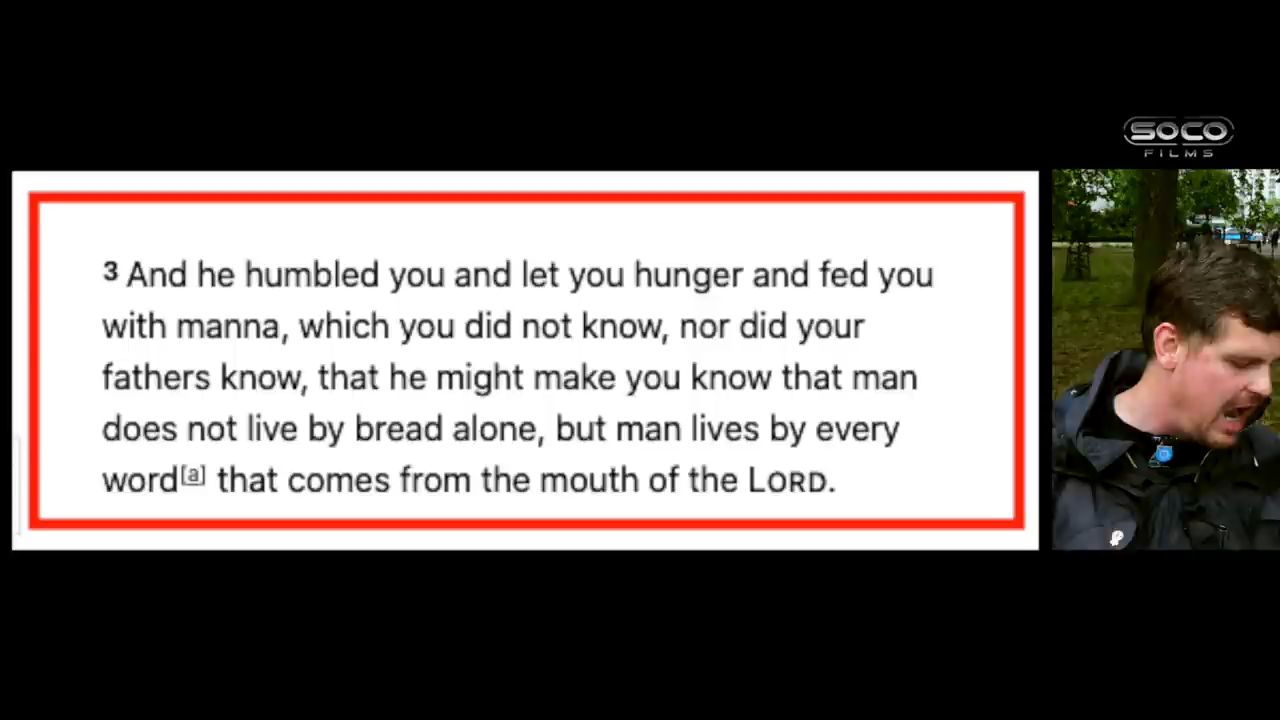 SOCO
FILMS
3 And he humbled you and let you hunger and fed you
with manna, which you did not know, nor did your
fathers know, that he might make you know that man
does not live by bread alone, but man lives by every
word[a] that comes from the mouth of the LORD.